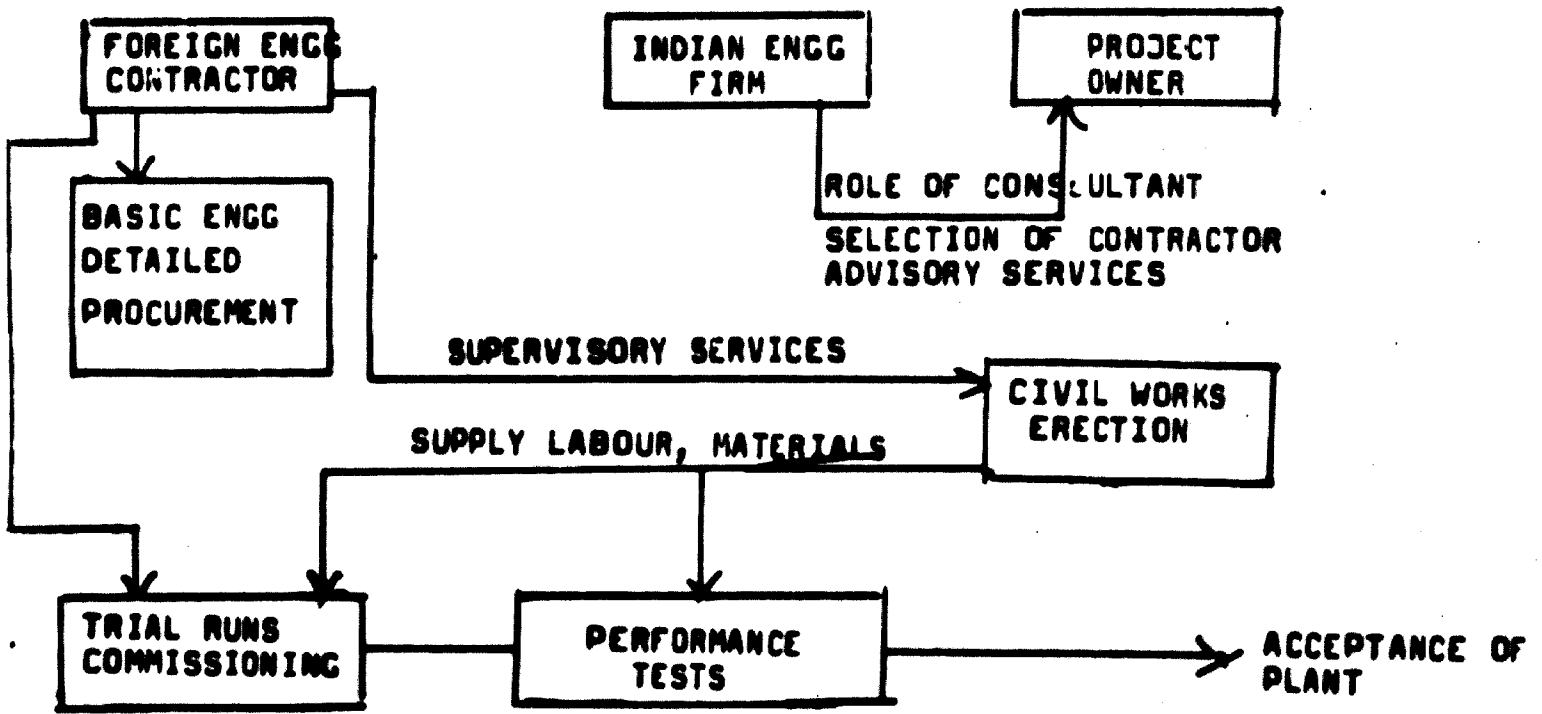 FOREIGN ENGG
CONTRACTOR
INDIAN ENGG
FIRM
PROJECT
OWNER
BASIC ENGG
DETAILED
PROCUREMENT
ROLE OF CONSULTANT
SELECTION OF CONTRACTOR
ADVISORY SERVICES
SUPERVISORY SERVICES
CIVIL WORKS
ERECTION
SUPPLY LABOUR, MATERIALS
TRIAL RUNS
COMMISSIONING
PERFORMANCE
TESTS
ACCEPTANCE OF
PLANT